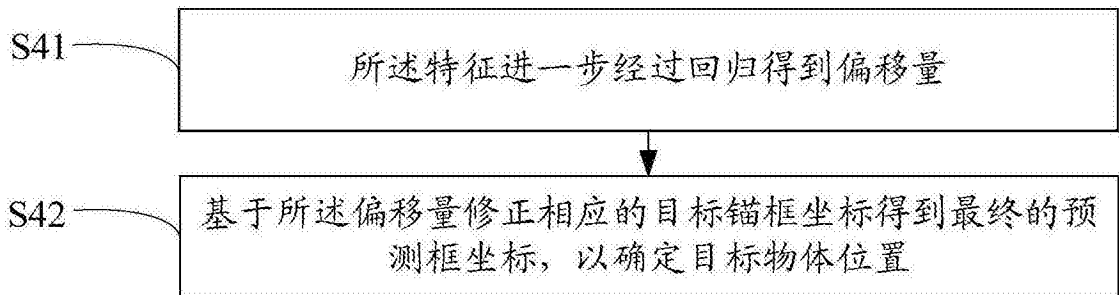 S41
所述特征进一步经过回归得到偏移量
S42
基于所述偏移量修正相应的目标锚框坐标得到最终的预
测框坐标，以确定目标物体位置